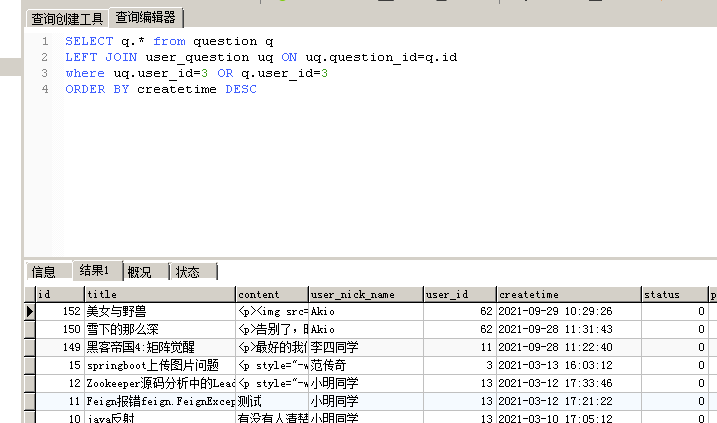 查询创建工具 查询编辑器
1 SELECT q.* from question q
2 LEFT JOIN user_question uq ON uq.question_id=q.id
3 where uq.user_id=3 OR q.user_id=3
4 ORDER BY createtime DESC
信息 结果1 概况 状态
id title content user_nick_name user_id createtime status p
152 美女与野兽 <p><img src= Akio 62 2021-09-29 10:29:26 0
150 雪下的那么深 <p>告别了, Akio 62 2021-09-28 11:31:43 0
149 黑客帝国4:矩阵觉醒 <p>最好的我们 李四同学 11 2021-09-28 11:22:40 0
15 springboot上传图片问题 <p style="-w 范传奇 3 2021-03-13 16:03:12 0
12 Zookeeper源码分析中的Lead <p style="-w 小明同学 13 2021-03-12 17:33:46 0
11 Feign报错feign.FeignExcep 测试 小明同学 13 2021-03-12 17:21:22 0
10 java反射 有没有人清楚 小明同学 13 2021-03-10 17:05:12 0